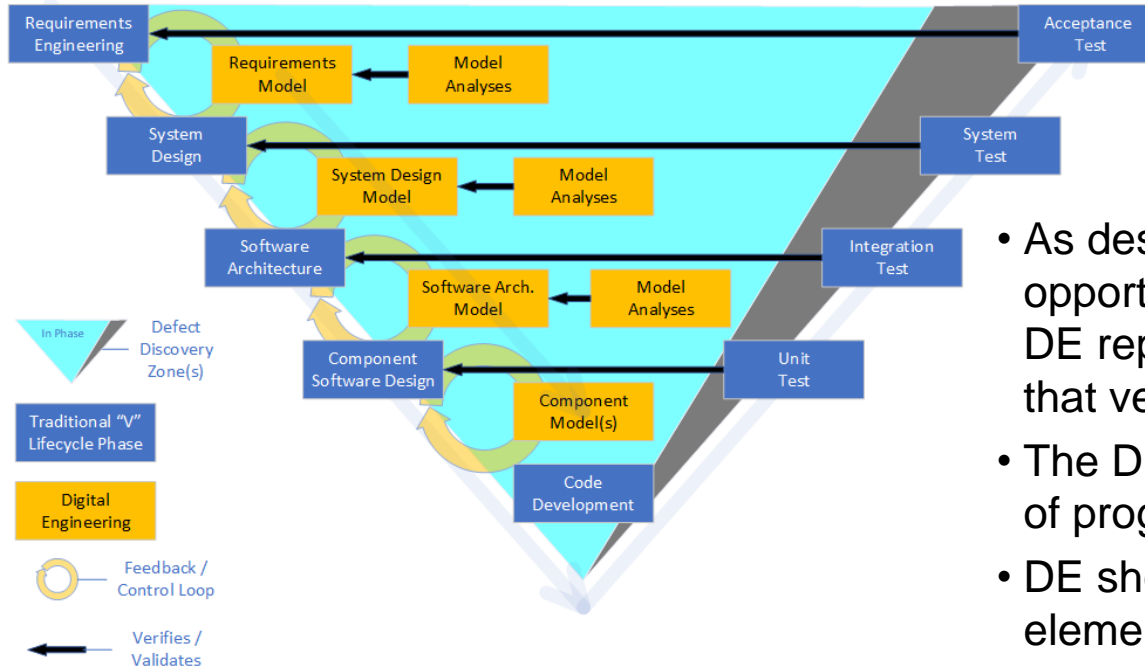 Requirements
Engineering
Acceptance
Test
Requirements
Model
Model
Analyses
System
Design
System
Test
System Design
Model
Model
Analyses
Software
Architecture
Integration
Test
Software Arch.
Model
Model
Analyses
Component
Software Design
Unit
Test
Component
Model(s)
Code
Development
In Phase
Defect
Discovery
Zone(s)
Traditional "V"
Lifecycle Phase
Digital
Engineering
Feedback /
Control Loop
Verifies /
Validates
• As des
opport
DE rep
that ve
• The D
of prog
• DE sh
eleme